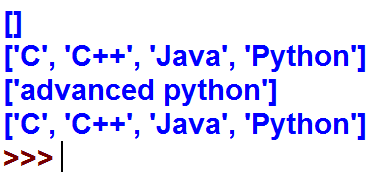 []
['C', 'C++', 'Java', 'Python']
['advanced python']
['C', 'C++', 'Java', 'Python']
>>>